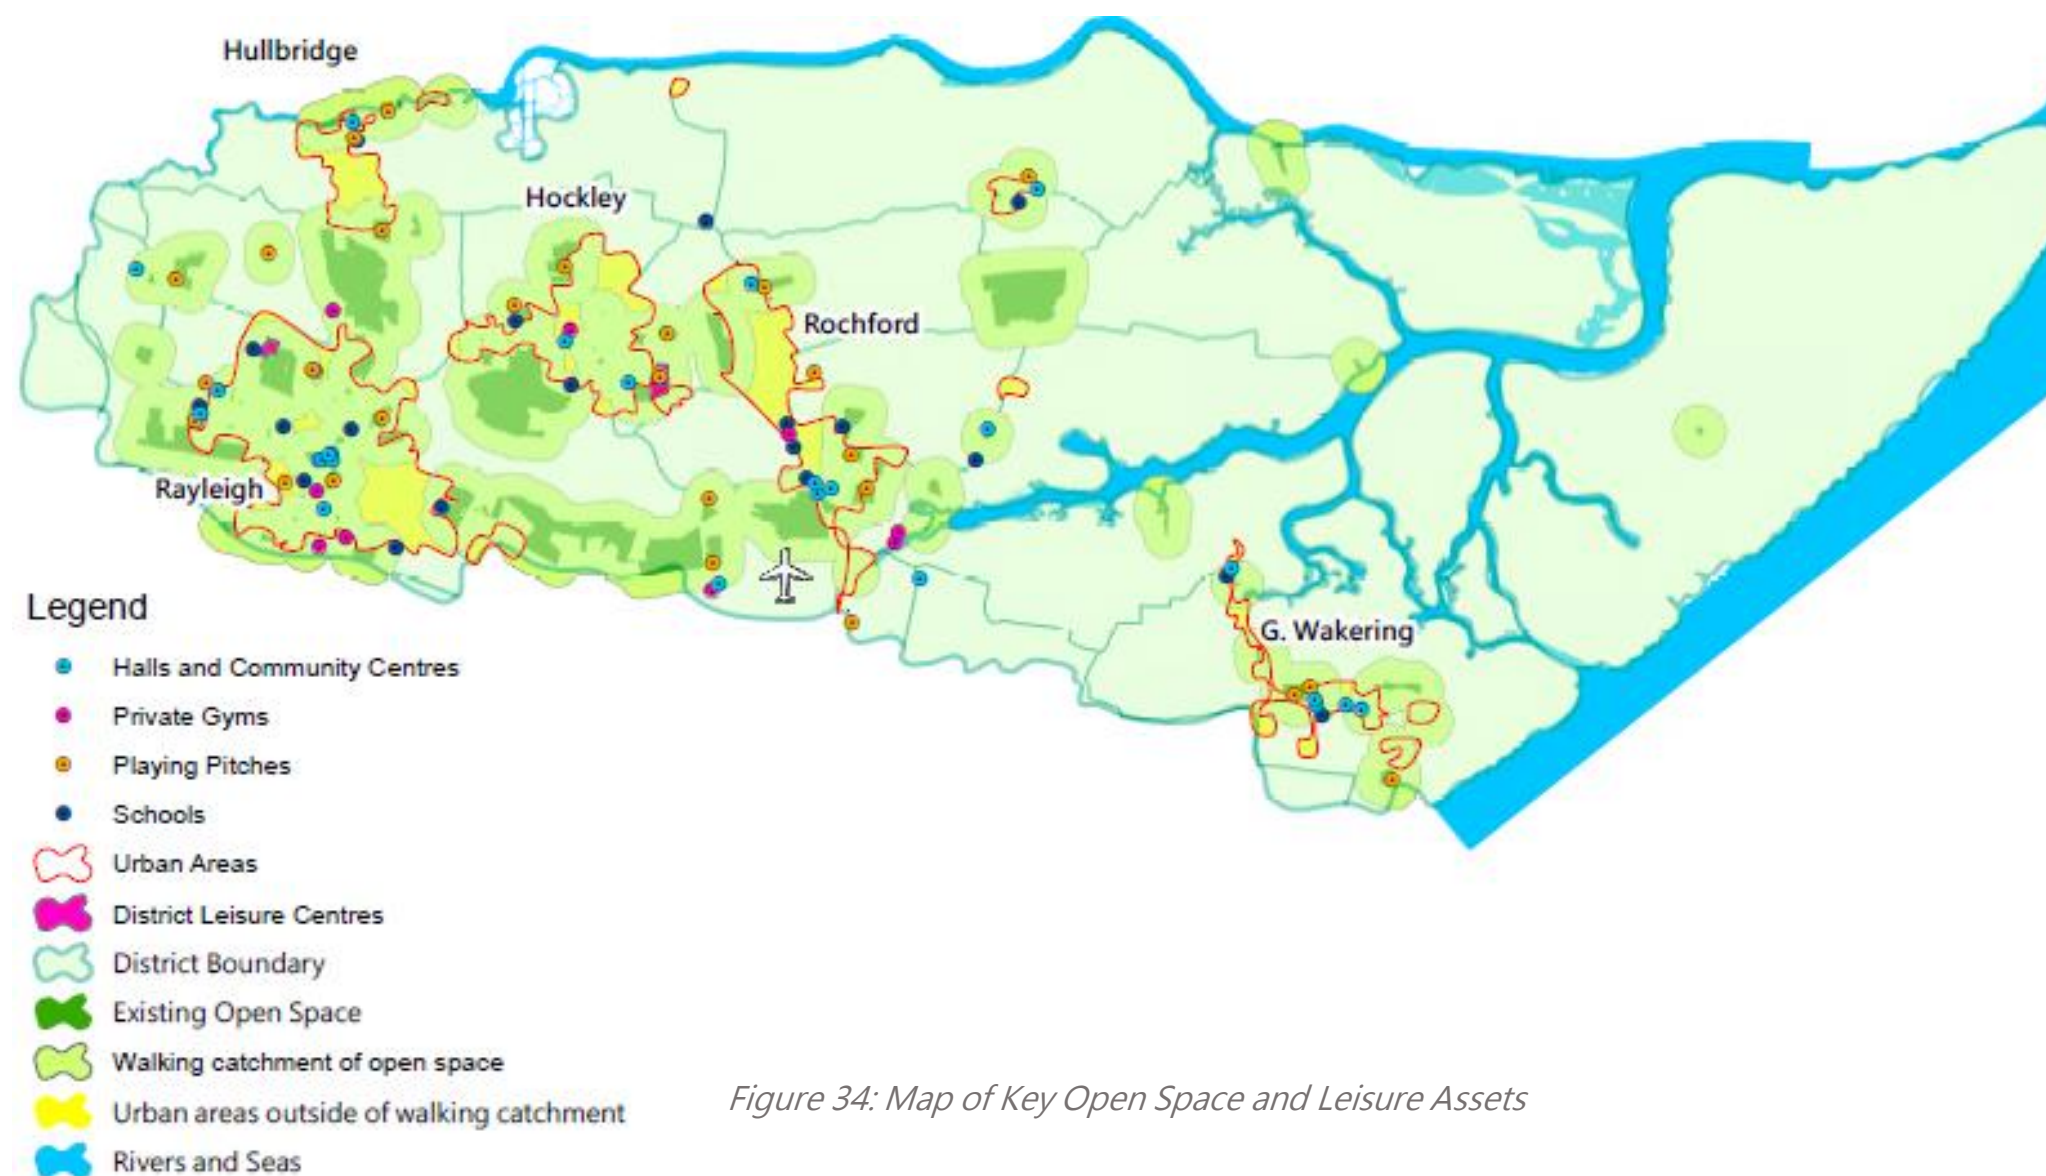 Hullbridge
Hockley
Rochford
Rayleigh
G. Wakering
Legend
Halls and Community Centres
Private Gyms
Playing Pitches
Schools
Urban Areas
District Leisure Centres
District Boundary
Existing Open Space
Walking catchment of open space
Urban areas outside of walking catchment
Rivers and Seas
Figure 34: Map of Key Open Space and Leisure Assets